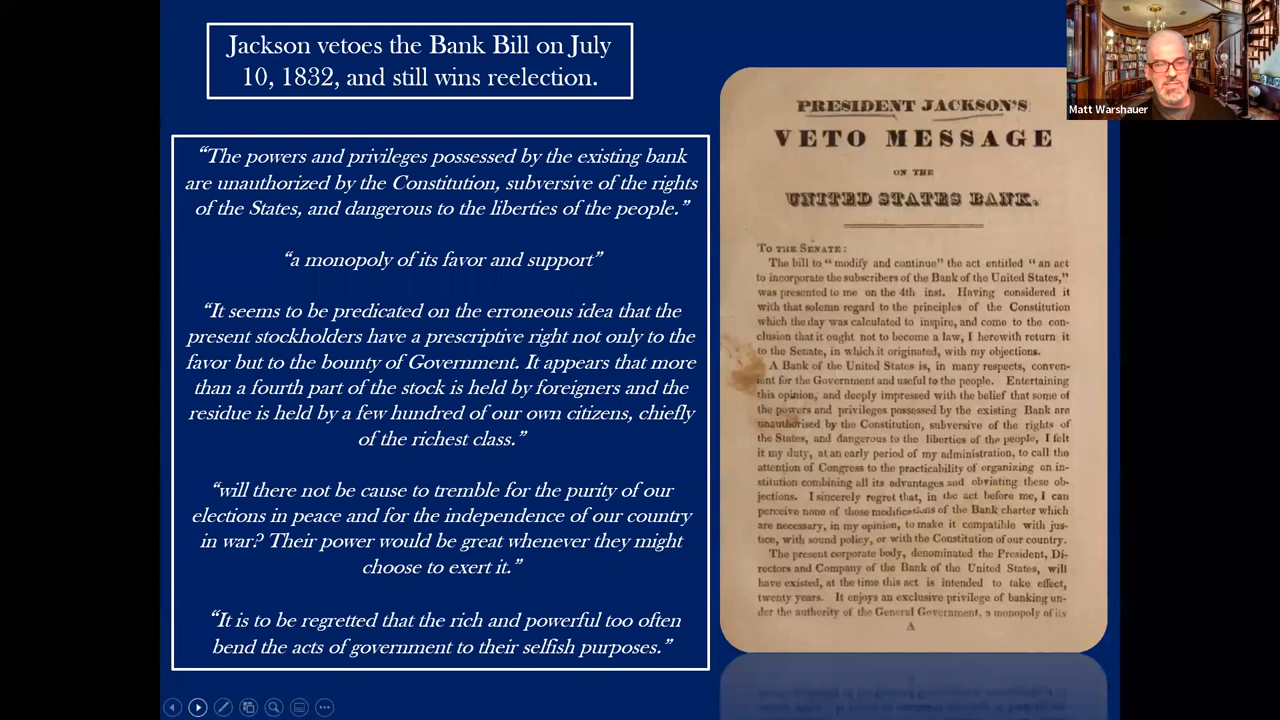 Jackson vetoes the Bank Bill on July
10, 1832, and still wins reelection.
“The powers and privileges possessed by the existing bank
are unauthorized by the Constitution, subversive of the rights
of the States, and dangerous to the liberties of the people.”
“a monopoly of its favor and support”
“It seems to be predicated on the erroneous idea that the
present stockholders have a prescriptive right not only to the
favor but to the bounty of Government. It appears that more
than a fourth part of the stock is held by foreigners and the
residue is held by a few hundred of our own citizens, chiefly
of the richest class.”
“will there not be cause to tremble for the purity of our
elections in peace and for the independence of our country
in war? Their power would be great whenever they might
choose to exert it.”
“It is to be regretted that the rich and powerful too often
bend the acts of government to their selfish purposes.”
PRESIDENT JACKSON'S
VETO MESSAGE
ON THE
UNITED STATES BANK.
To the Senate:
The bill to “ modify and continue” the act entitled “ an act
to incorporate the subscribers of the Bank of the United States,”
was presented to me on the 4th inst. Having considered it
with that solemn regard to the principles of the Constitution
which the day was calculated to inspire, and come to the con-
clusion that it ought not to become a law, I herewith return it
to the Senate, in which it originated, with my objections.
A Bank of the United States is, in many respects, conven-
ient for the Government and useful to the people. Entertaining
this opinion, and deeply impressed with the belief that some of
the powers and privileges possessed by the existing Bank are
unauthorised by the Constitution, subversive of the rights of
the States, and dangerous to the liberties of the people, I felt
it my duty, at an early period of my administration, to call the
attention of Congress to the practicability of organizing an in-
stitution combining all its advantages and obviating these ob-
jections. I sincerely regret that, in the act before me, I can
perceive none of those modifications of the Bank charter which
are necessary, in my opinion, to make it compatible with jus-
tice, with sound policy, or with the Constitution of our country.
The present corporate body, denominated the President, Di-
rectors and Company of the Bank of the United States, will
have existed, at the time this act is intended to take effect,
twenty years. It enjoys an exclusive privilege of banking un-
der the authority of the General Government, a monopoly of its
A
Matt Warshauer